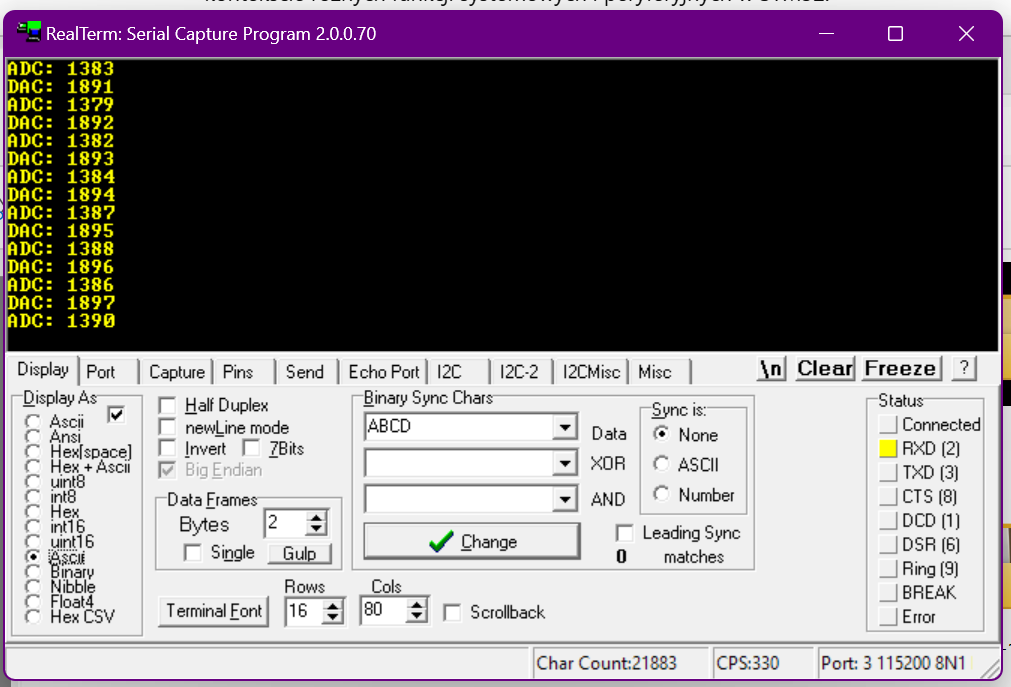 RealTerm: Serial Capture Program 2.0.0.70
ADC: 1383
DAC: 1891
ADC: 1379
DAC: 1892
ADC: 1382
DAC: 1893
ADC: 1384
DAC: 1894
ADC: 1387
DAC: 1895
ADC: 1388
DAC: 1896
ADC: 1386
DAC: 1897
ADC: 1390
Display Port Capture Pins Send Echo Port I2C I2C-2 I2CMisc Misc \n Clear Freeze ?
Display As
Ascii
Ansi
Hex[space]
Hex + Ascii
uint8
int8
Hex
int16
uint16
Ascii
Binary
Nibble
Float4
Hex CSV
Half Duplex
newLine mode
Invert 7Bits
Big Endian
Data Frames
Bytes 2
Single Gulp
Rows Cols
Terminal Font 16 80 Scrollback
Binary Sync Chars
ABCD Data
XOR
AND
Change
Sync is:
None
ASCII
Number
Leading Sync
0 matches
Status
Connected
RXD (2)
TXD (3)
CTS (8)
DCD (1)
DSR (6)
Ring (9)
BREAK
Error
Char Count:21883 CPS:330 Port: 3 115200 8N1